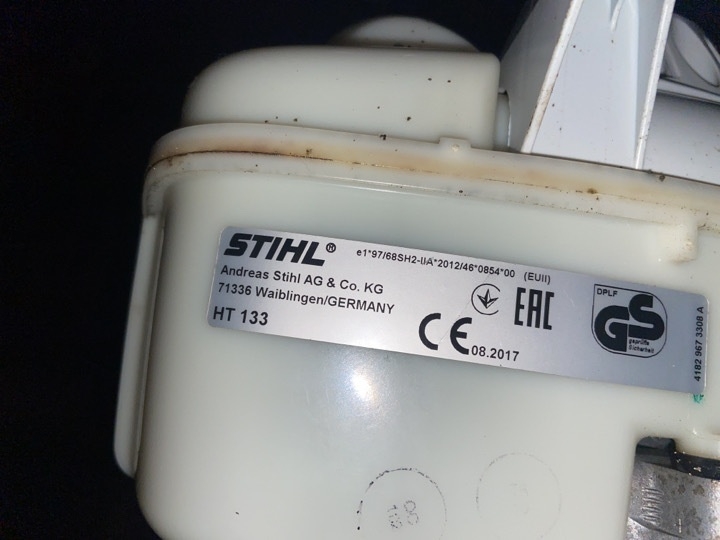 STIHL® e1*97/68SH2-IIA*2012/46*0854*00 (EUII)
Andreas Stihl AG & Co. KG
71336 Waiblingen/GERMANY
HT 133
CE 08.2017
EAC
DPLF
GS
geprüfte
Sicherheit
4182 967 3308 A